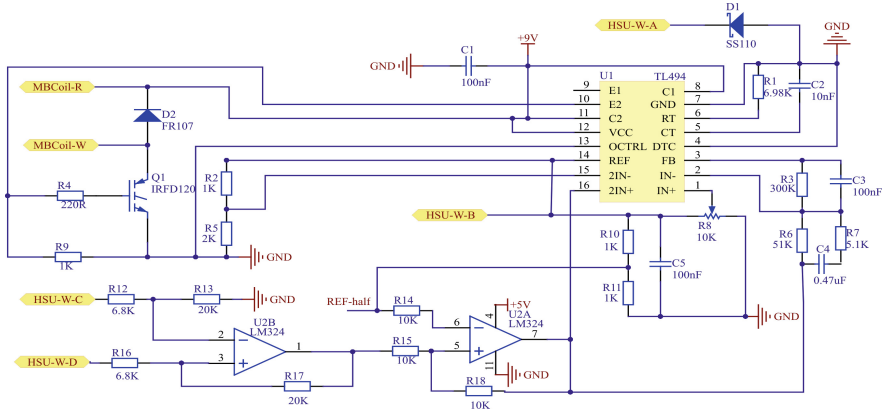 HSU-W-A
D1
SS110
GND
+9V
C1
100nF
GND
U1
TL494
R1
6.98K
C2
10nF
MBCoil-R
D2
FR107
MBCoil-W
9 E1
10 E2
11 C2
12 VCC
13 OCTRL
14 REF
15 2IN-
16 2IN+
C1 8
GND 7
RT 6
CT 5
DTC 4
FB 3
IN- 2
IN+ 1
Q1
IRFD120
R4
220R
R2
1K
R5
2K
R9
1K
GND
HSU-W-B
R8
10K
R3
300K
C3
100nF
R6
51K
R7
5.1K
C4
0.47uF
R10
1K
R11
1K
C5
100nF
GND
HSU-W-C
R12
6.8K
R13
20K
GND
REF-half
R14
10K
U2B
LM324
2
3
1
HSU-W-D
R16
6.8K
R17
20K
R15
10K
R18
10K
+5V
U2A
LM324
4
6
5
7
11
GND